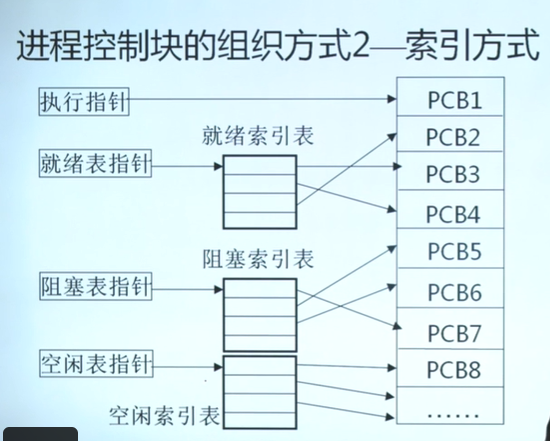 进程控制块的组织方式2—索引方式
执行指针
就绪索引表
就绪表指针
阻塞索引表
阻塞表指针
空闲表指针
空闲索引表
PCB1
PCB2
PCB3
PCB4
PCB5
PCB6
PCB7
PCB8
……